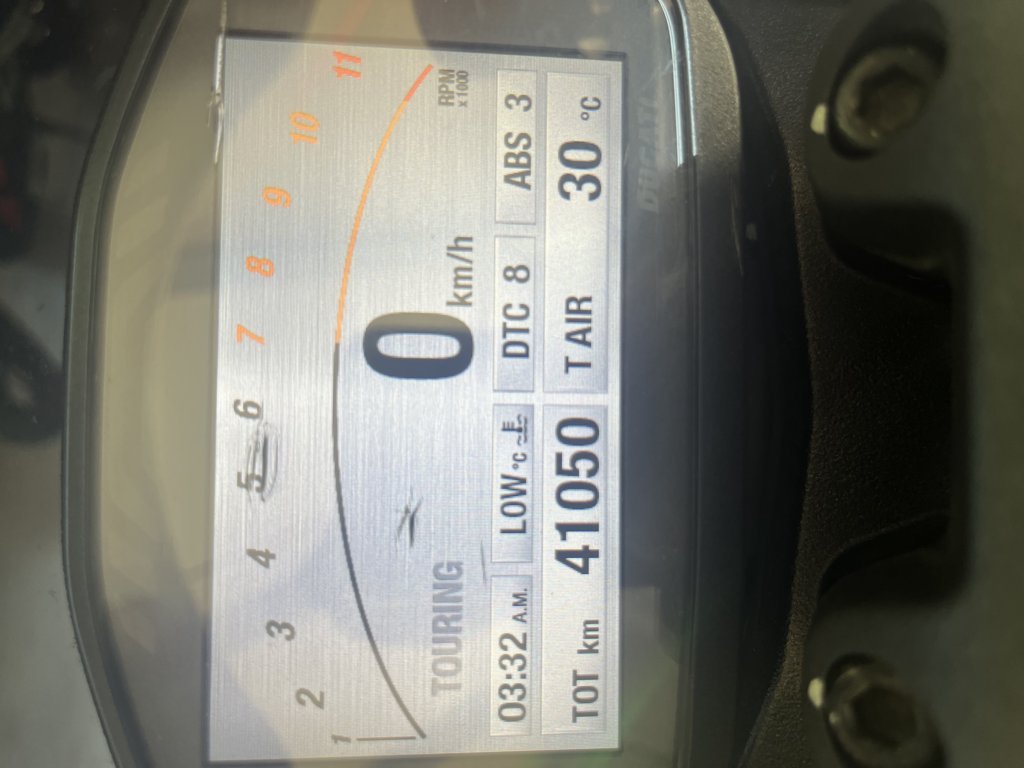 1 2 3 4 5 6 7 8 9 10 11
RPM
x 1000
0 km/h
TOURING
03:32 A.M. LOW °C DTC 8 ABS 3
TOT km 41050 T AIR 30 °C
DUCATI